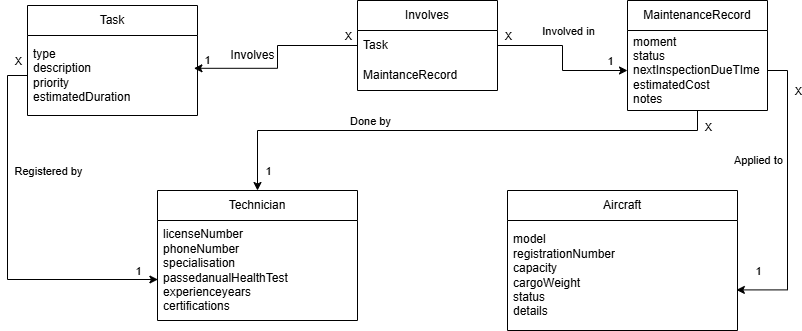 Task
type
description
priority
estimatedDuration
Involves
Task
MaintanceRecord
MaintenanceRecord
moment
status
nextInspectionDueTIme
estimatedCost
notes
X
1
Involves
X
X
Involved in
1
X
X
Done by
1
Registered by
1
Applied to
1
Technician
licenseNumber
phoneNumber
specialisation
passedanualHealthTest
experienceyears
certifications
Aircraft
model
registrationNumber
capacity
cargoWeight
status
details